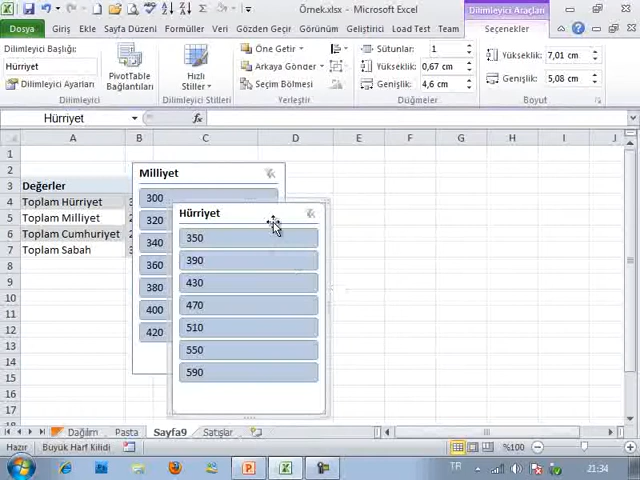 Örnek.xlsx - Microsoft Excel
Dilimleyici Araçları
Dosya Giriş Ekle Sayfa Düzeni Formüller Veri Gözden Geçir Görünüm Geliştirici Load Test Team Seçenekler
Dilimleyici Başlığı:
Hürriyet
Dilimleyici Ayarları
Dilimleyici
PivotTable
Bağlantıları
Hızlı
Stiller
Dilimleyici Stilleri
Öne Getir
Arkaya Gönder
Seçim Bölmesi
Yerleştir
Sütunlar: 1
Yükseklik: 0,67 cm
Genişlik: 4,6 cm
Düğmeler
Yükseklik: 7,01 cm
Genişlik: 5,08 cm
Boyut
Hürriyet fx
A B C D E F G H I J
1
2
3 Değerler
4 Toplam Hürriyet
5 Toplam Milliyet
6 Toplam Cumhuriyet
7 Toplam Sabah
8
9
10
11
12
13
14
15
16
17
Milliyet
300
320
340
360
380
400
420
Hürriyet
350
390
430
470
510
550
590
Dağılım Pasta Sayfa9 Satışlar
Hazır Büyük Harf Kilidi %100
TR 21:34